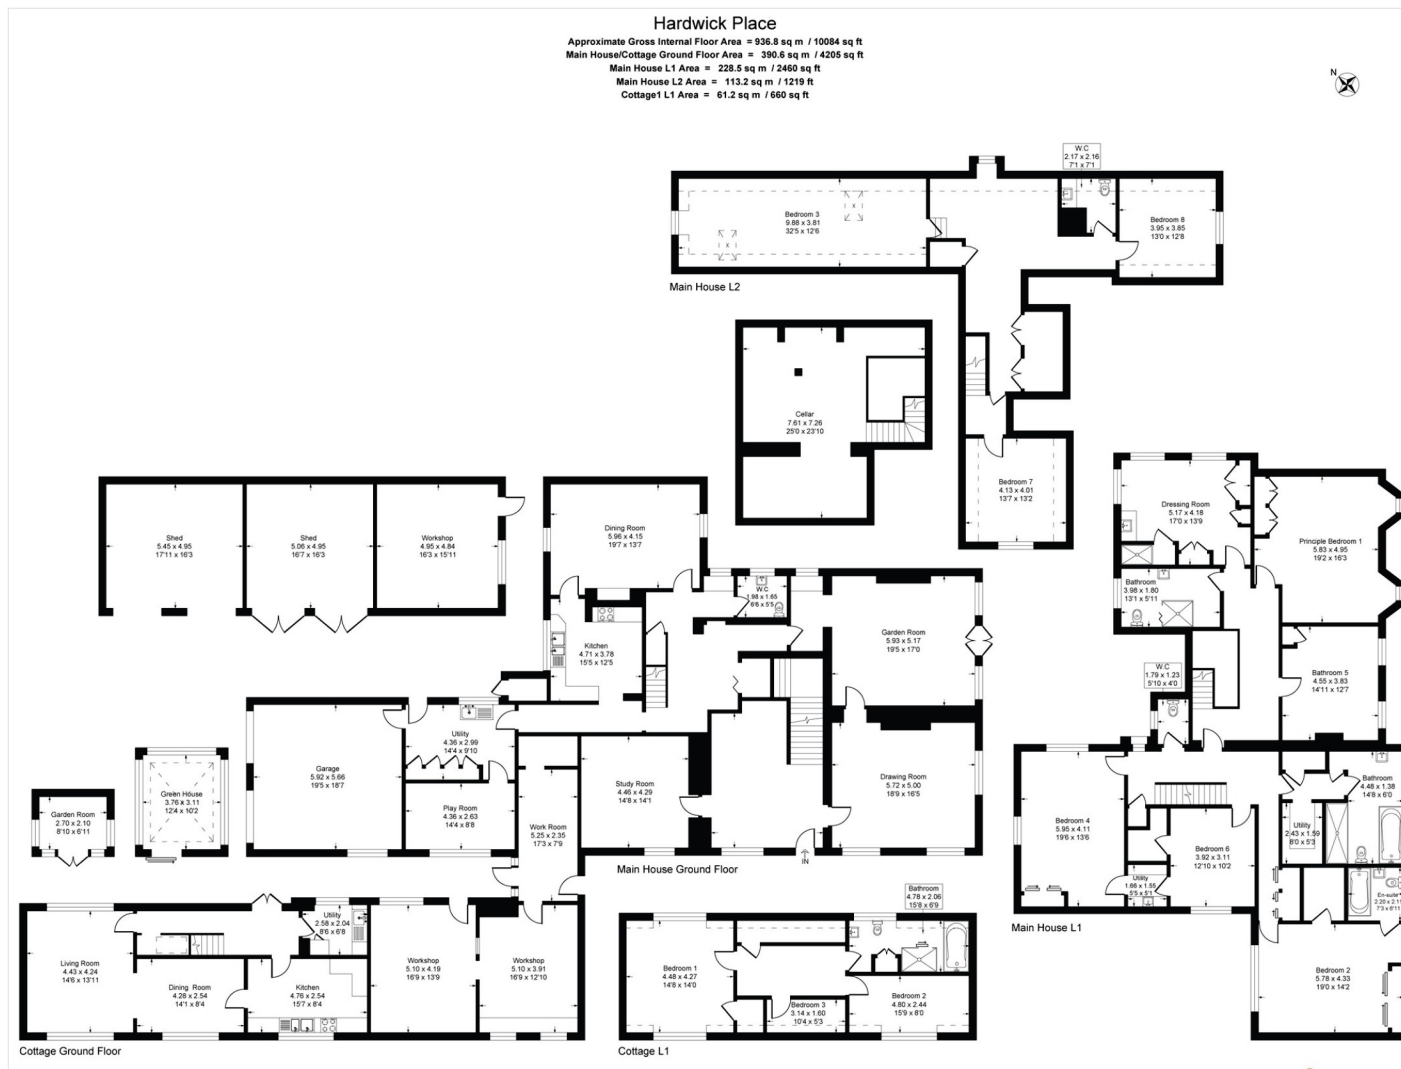 Hardwick Place
Approximate Gross Internal Floor Area = 936.8 sq m / 10084 sq ft
Main House/Cottage Ground Floor Area = 390.6 sq m / 4205 sq ft
Main House L1 Area = 228.5 sq m / 2460 sq ft
Main House L2 Area = 113.2 sq m / 1219 ft
Cottage1 L1 Area = 61.2 sq m / 660 sq ft
N
W.C
2.17 x 2.16
7'1 x 7'1
Bedroom 3
9.88 x 3.81
32'5 x 12'6
Bedroom 8
3.95 x 3.85
13'0 x 12'8
Main House L2
Cellar
7.61 x 7.26
25'0 x 23'10
Bedroom 7
4.13 x 4.01
13'7 x 13'2
Shed
5.45 x 4.95
17'11 x 16'3
Shed
5.06 x 4.95
16'7 x 16'3
Workshop
4.95 x 4.84
16'3 x 15'11
Dining Room
5.96 x 4.15
19'7 x 13'7
W.C
1.98 x 1.65
6'6 x 5'5
Kitchen
4.71 x 3.78
15'5 x 12'5
Garden Room
5.93 x 5.17
19'5 x 17'0
Utility
4.36 x 2.99
14'4 x 9'10
Garage
5.92 x 5.66
19'5 x 18'7
Green House
3.76 x 3.11
12'4 x 10'2
Garden Room
2.70 x 2.10
8'10 x 6'11
Play Room
4.36 x 2.63
14'4 x 8'8
Work Room
5.25 x 2.35
17'3 x 7'9
Study Room
4.46 x 4.29
14'8 x 14'1
Drawing Room
5.72 x 5.00
18'9 x 16'5
IN
Main House Ground Floor
Dressing Room
5.17 x 4.18
17'0 x 13'9
Principle Bedroom 1
5.83 x 4.95
19'2 x 16'3
Bathroom
3.98 x 1.80
13'1 x 5'11
Bathroom 5
4.55 x 3.83
14'11 x 12'7
W.C
1.79 x 1.23
5'10 x 4'0
Bathroom
4.48 x 1.38
14'8 x 6'0
Bedroom 4
5.95 x 4.11
19'6 x 13'6
Utility
2.43 x 1.59
8'0 x 5'3
Bedroom 6
3.92 x 3.11
12'10 x 10'2
Utility
1.66 x 1.55
5'5 x 5'1
En-suite
2.20 x 2.11
7'3 x 6'11
Main House L1
Bedroom 2
5.78 x 4.33
19'0 x 14'2
Living Room
4.43 x 4.24
14'6 x 13'11
Utility
2.58 x 2.04
8'6 x 6'8
Dining Room
4.28 x 2.54
14'1 x 8'4
Kitchen
4.76 x 2.54
15'7 x 8'4
Workshop
5.10 x 4.19
16'9 x 13'9
Workshop
5.10 x 3.91
16'9 x 12'10
Cottage Ground Floor
Bathroom
4.78 x 2.06
15'8 x 6'9
Bedroom 1
4.48 x 4.27
14'8 x 14'0
Bedroom 3
3.14 x 1.60
10'4 x 5'3
Bedroom 2
4.80 x 2.44
15'9 x 8'0
Cottage L1